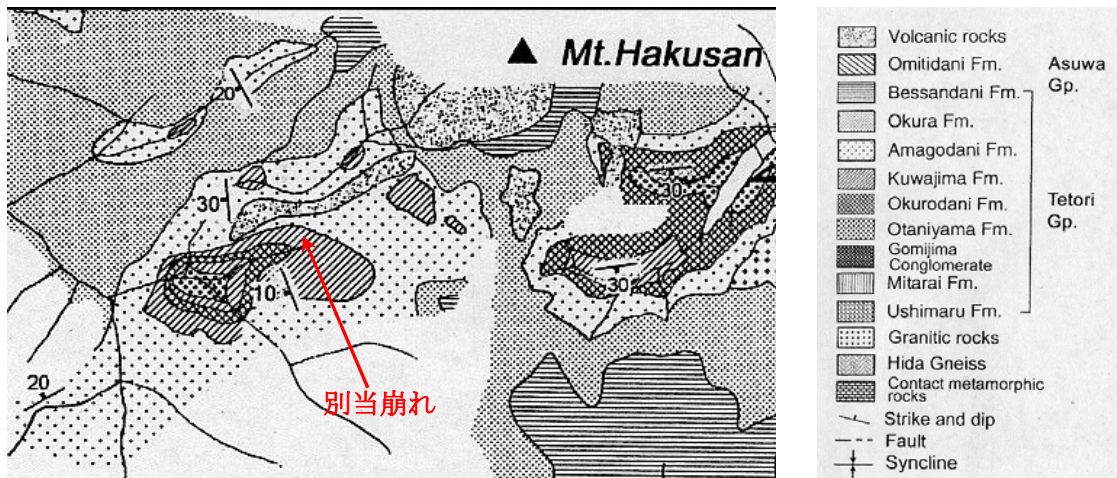 ▲ Mt.Hakusan
20
30
30
10
30
20
別当崩れ
Volcanic rocks
Omitidani Fm.
Asuwa Gp.
Bessandani Fm.
Okura Fm.
Amagodani Fm.
Kuwajima Fm.
Okurodani Fm.
Tetori Gp.
Otaniyama Fm.
Gomijima Conglomerate
Mitarai Fm.
Ushimaru Fm.
Granitic rocks
Hida Gneiss
Contact metamorphic rocks
Strike and dip
Fault
Syncline